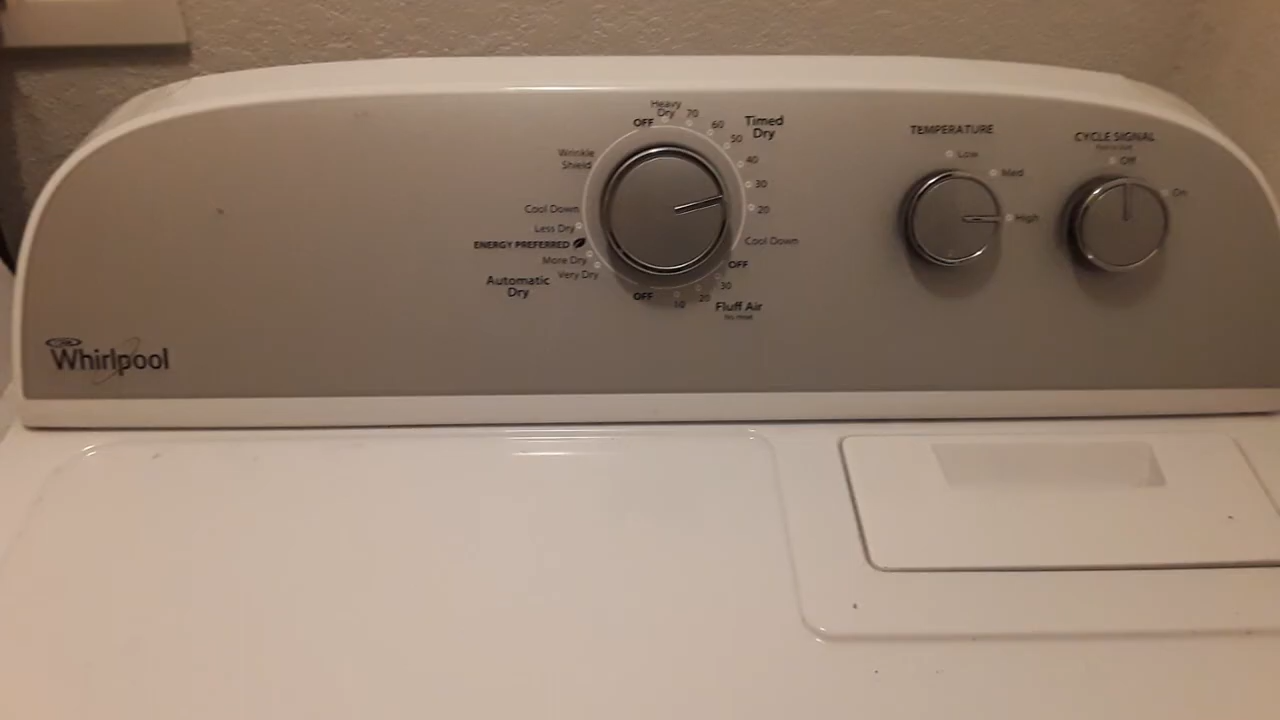 Heavy
Dry
70
60
50
Timed
Dry
40
30
20
Cool Down
OFF
30
20
10
Fluff Air
No Heat
OFF
OFF
Wrinkle
Shield
Cool Down
Less Dry
ENERGY PREFERRED
More Dry
Very Dry
Automatic
Dry
TEMPERATURE
Low
Med
High
CYCLE SIGNAL
Off
On
Whirlpool